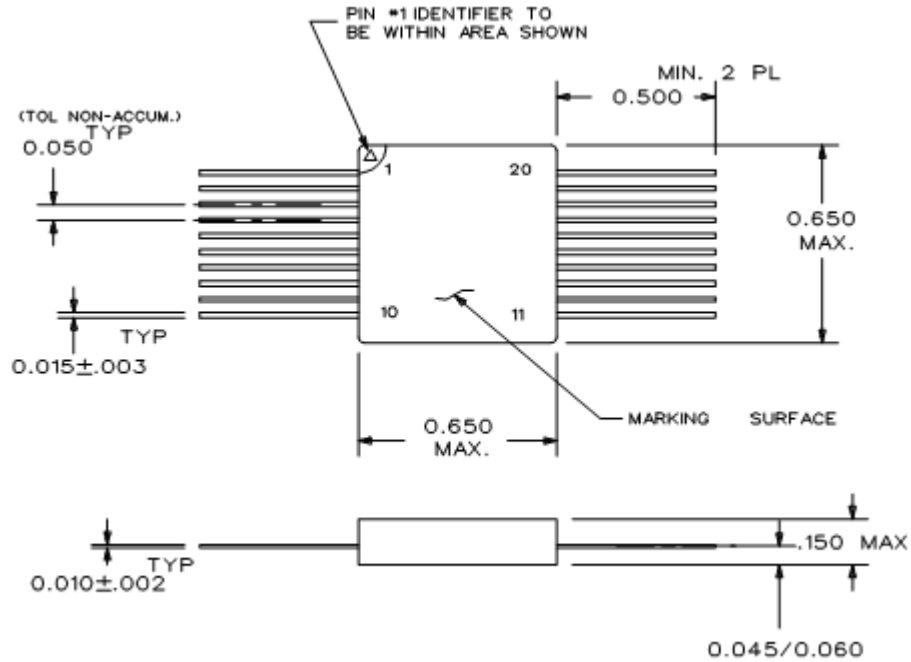 PIN #1 IDENTIFIER TO
BE WITHIN AREA SHOWN
MIN. 2 PL
0.500
(TOL NON-ACCUM.)
TYP
0.050
1
20
0.650
MAX.
10
11
TYP
0.015±.003
MARKING SURFACE
0.650
MAX.
.150 MAX
TYP
0.010±.002
0.045/0.060